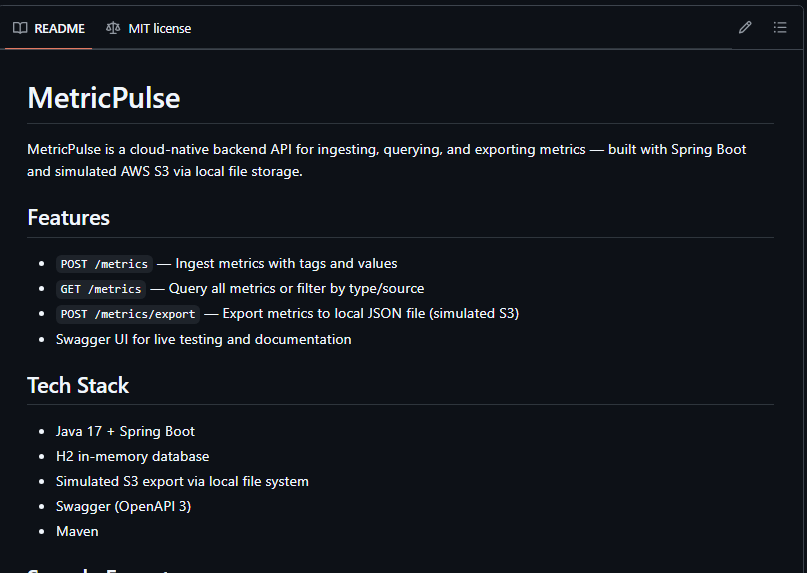 README
MIT license
MetricPulse
MetricPulse is a cloud-native backend API for ingesting, querying, and exporting metrics — built with Spring Boot
and simulated AWS S3 via local file storage.
Features
POST /metrics — Ingest metrics with tags and values
GET /metrics — Query all metrics or filter by type/source
POST /metrics/export — Export metrics to local JSON file (simulated S3)
Swagger UI for live testing and documentation
Tech Stack
Java 17 + Spring Boot
H2 in-memory database
Simulated S3 export via local file system
Swagger (OpenAPI 3)
Maven